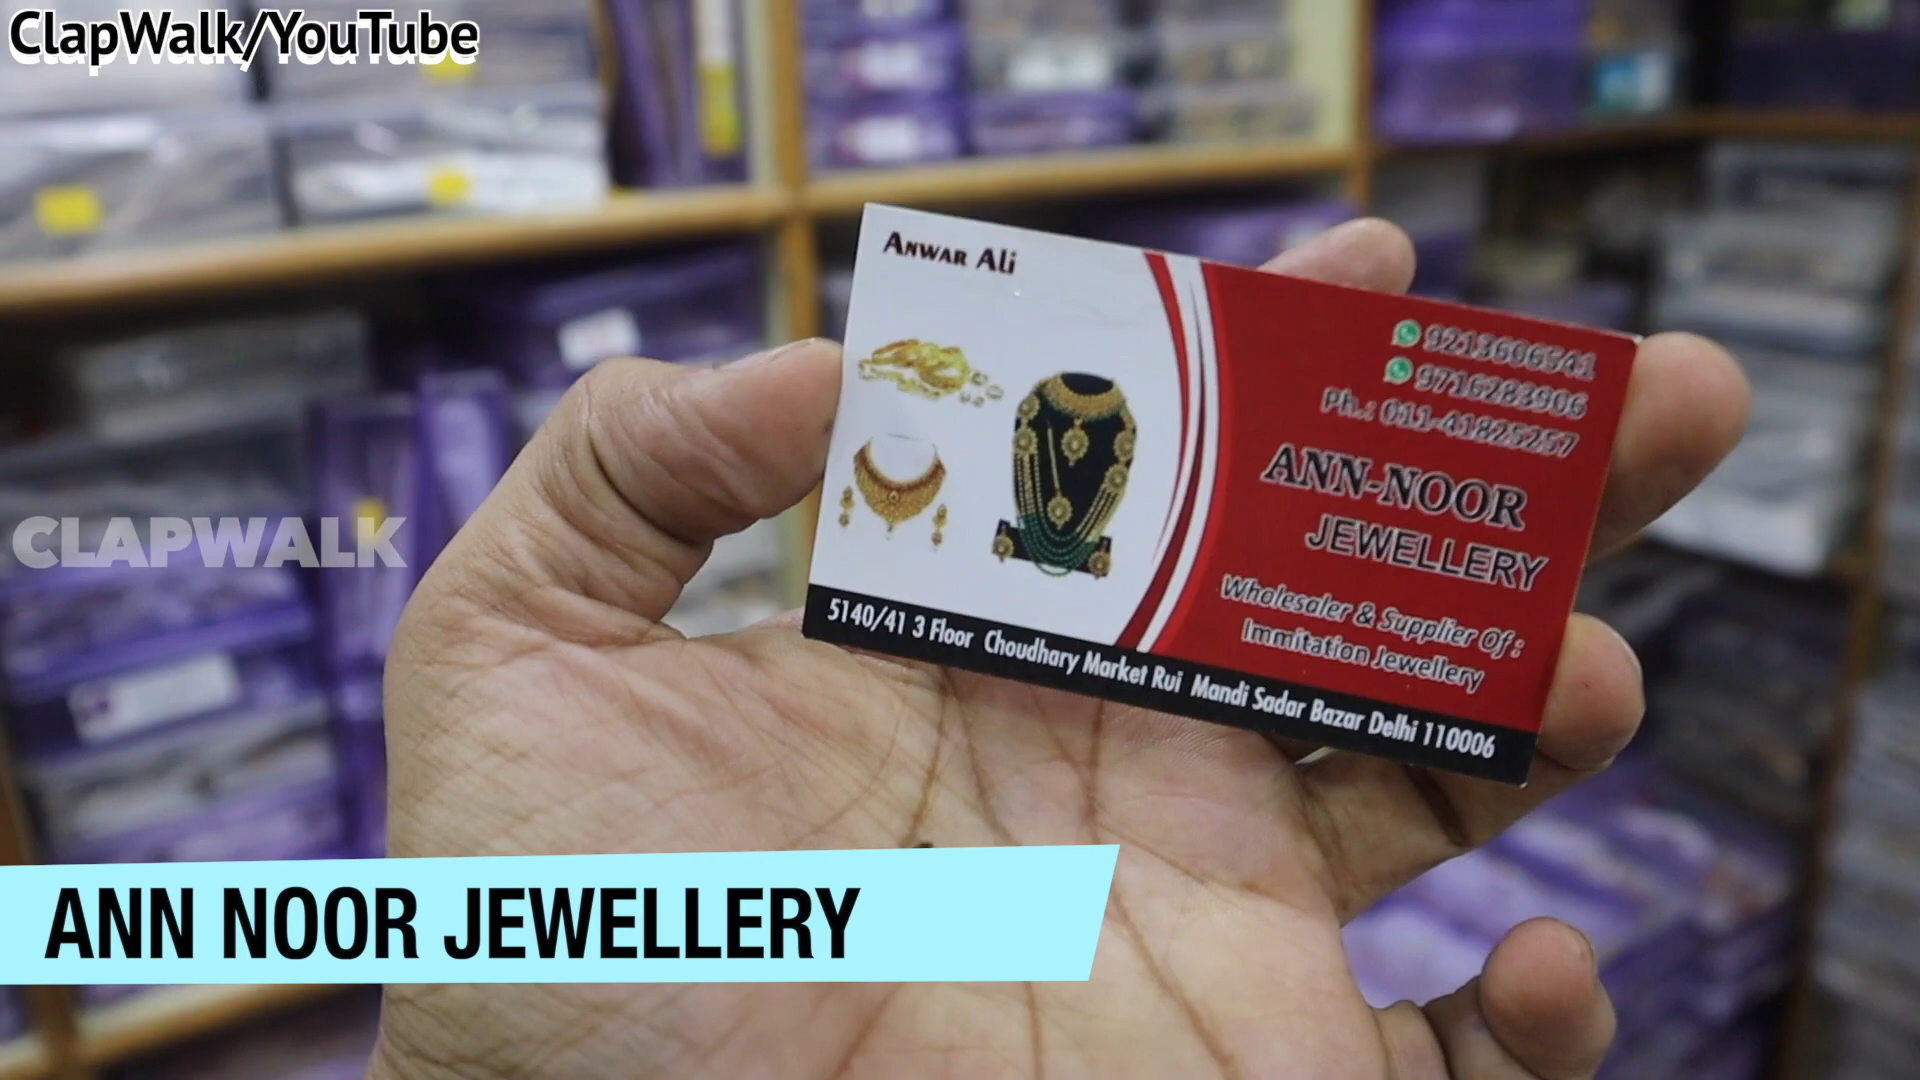 ClapWalk/YouTube
ANWAR ALi
9213606541
9716283906
Ph.: 011-41825257
ANN-NOOR
JEWELLERY
Wholesaler & Supplier Of :
Immitation Jewellery
5140/41 3 Floor Choudhary Market Rui Mandi Sadar Bazar Delhi 110006
CLAPWALK
ANN NOOR JEWELLERY